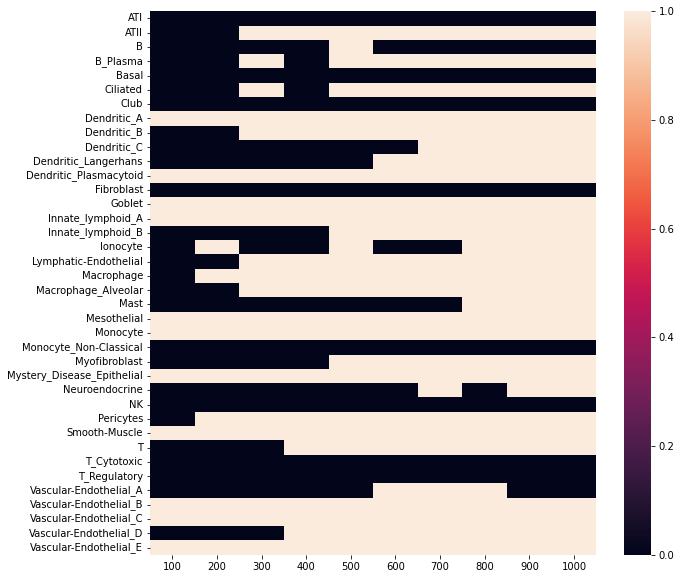 ATI
ATII
B
B_Plasma
Basal
Ciliated
Club
Dendritic_A
Dendritic_B
Dendritic_C
Dendritic_Langerhans
Dendritic_Plasmacytoid
Fibroblast
Goblet
Innate_lymphoid_A
Innate_lymphoid_B
Ionocyte
Lymphatic-Endothelial
Macrophage
Macrophage_Alveolar
Mast
Mesothelial
Monocyte
Monocyte_Non-Classical
Myofibroblast
Mystery_Disease_Epithelial
Neuroendocrine
NK
Pericytes
Smooth-Muscle
T
T_Cytotoxic
T_Regulatory
Vascular-Endothelial_A
Vascular-Endothelial_B
Vascular-Endothelial_C
Vascular-Endothelial_D
Vascular-Endothelial_E
100 200 300 400 500 600 700 800 900 1000
1.0
0.8
0.6
0.4
0.2
0.0